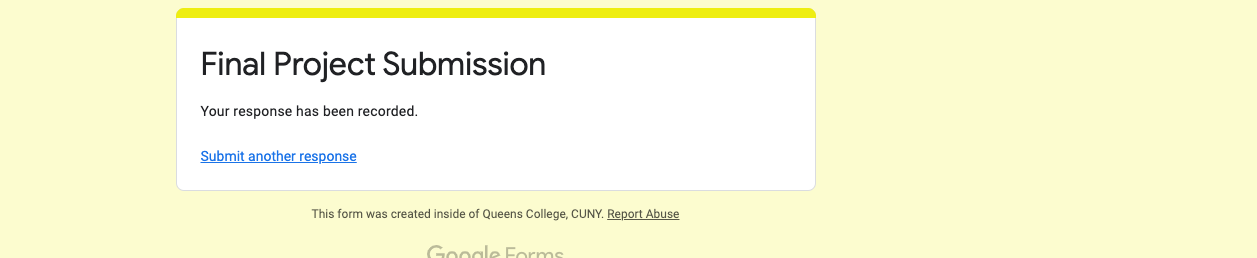 Final Project Submission
Your response has been recorded.
Submit another response
This form was created inside of Queens College, CUNY. Report Abuse
Google Forms